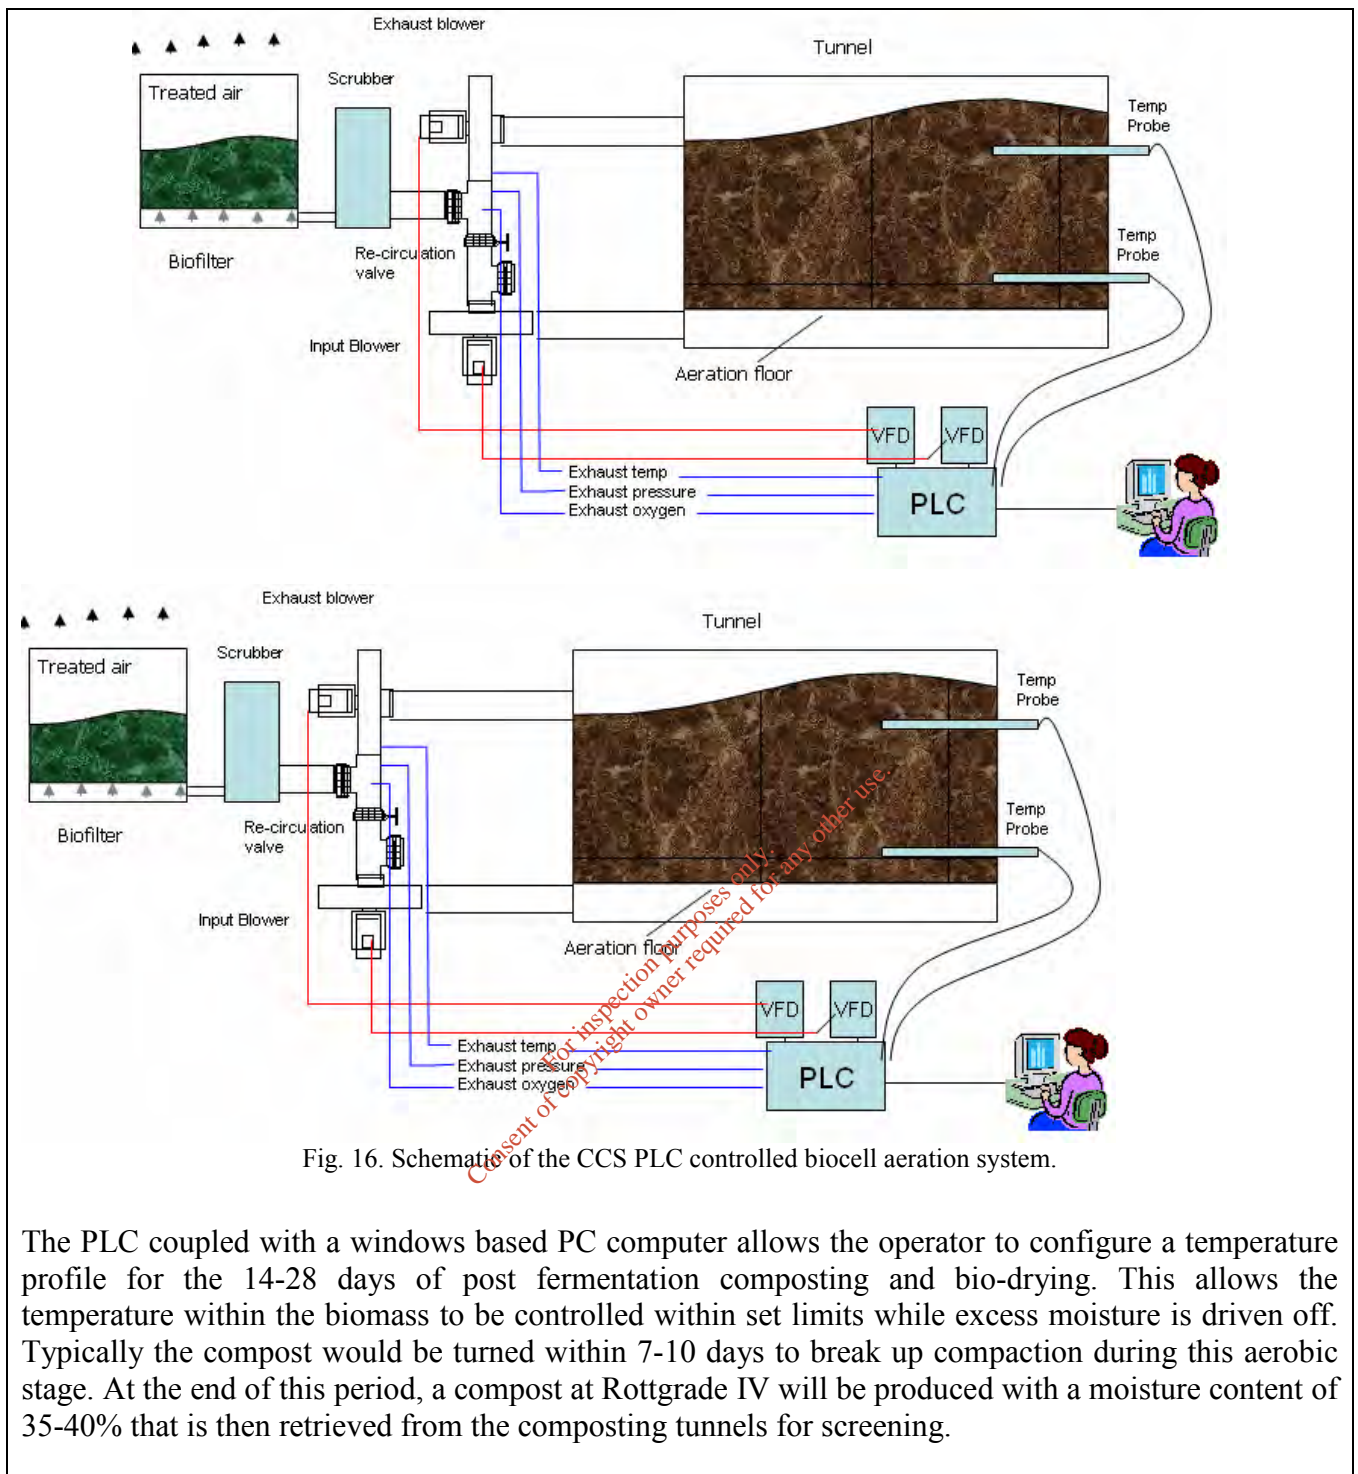 Exhaust blower
Tunnel
Treated air
Scrubber
Temp
Probe
Temp
Probe
Biofilter
Re-circulation
valve
Input Blower
Aeration floor
VFD
VFD
Exhaust temp
Exhaust pressure
Exhaust oxygen
PLC
Exhaust blower
Tunnel
Treated air
Scrubber
Temp
Probe
Temp
Probe
Biofilter
Re-circulation
valve
Input Blower
Aeration floor
VFD
VFD
Exhaust temp
Exhaust pressure
Exhaust oxygen
PLC
For inspection purposes only.
Consent of copyright owner required for any other use.
Fig. 16. Schematic of the CCS PLC controlled biocell aeration system.
The PLC coupled with a windows based PC computer allows the operator to configure a temperature
profile for the 14-28 days of post fermentation composting and bio-drying. This allows the
temperature within the biomass to be controlled within set limits while excess moisture is driven off.
Typically the compost would be turned within 7-10 days to break up compaction during this aerobic
stage. At the end of this period, a compost at Rottgrade IV will be produced with a moisture content of
35-40% that is then retrieved from the composting tunnels for screening.